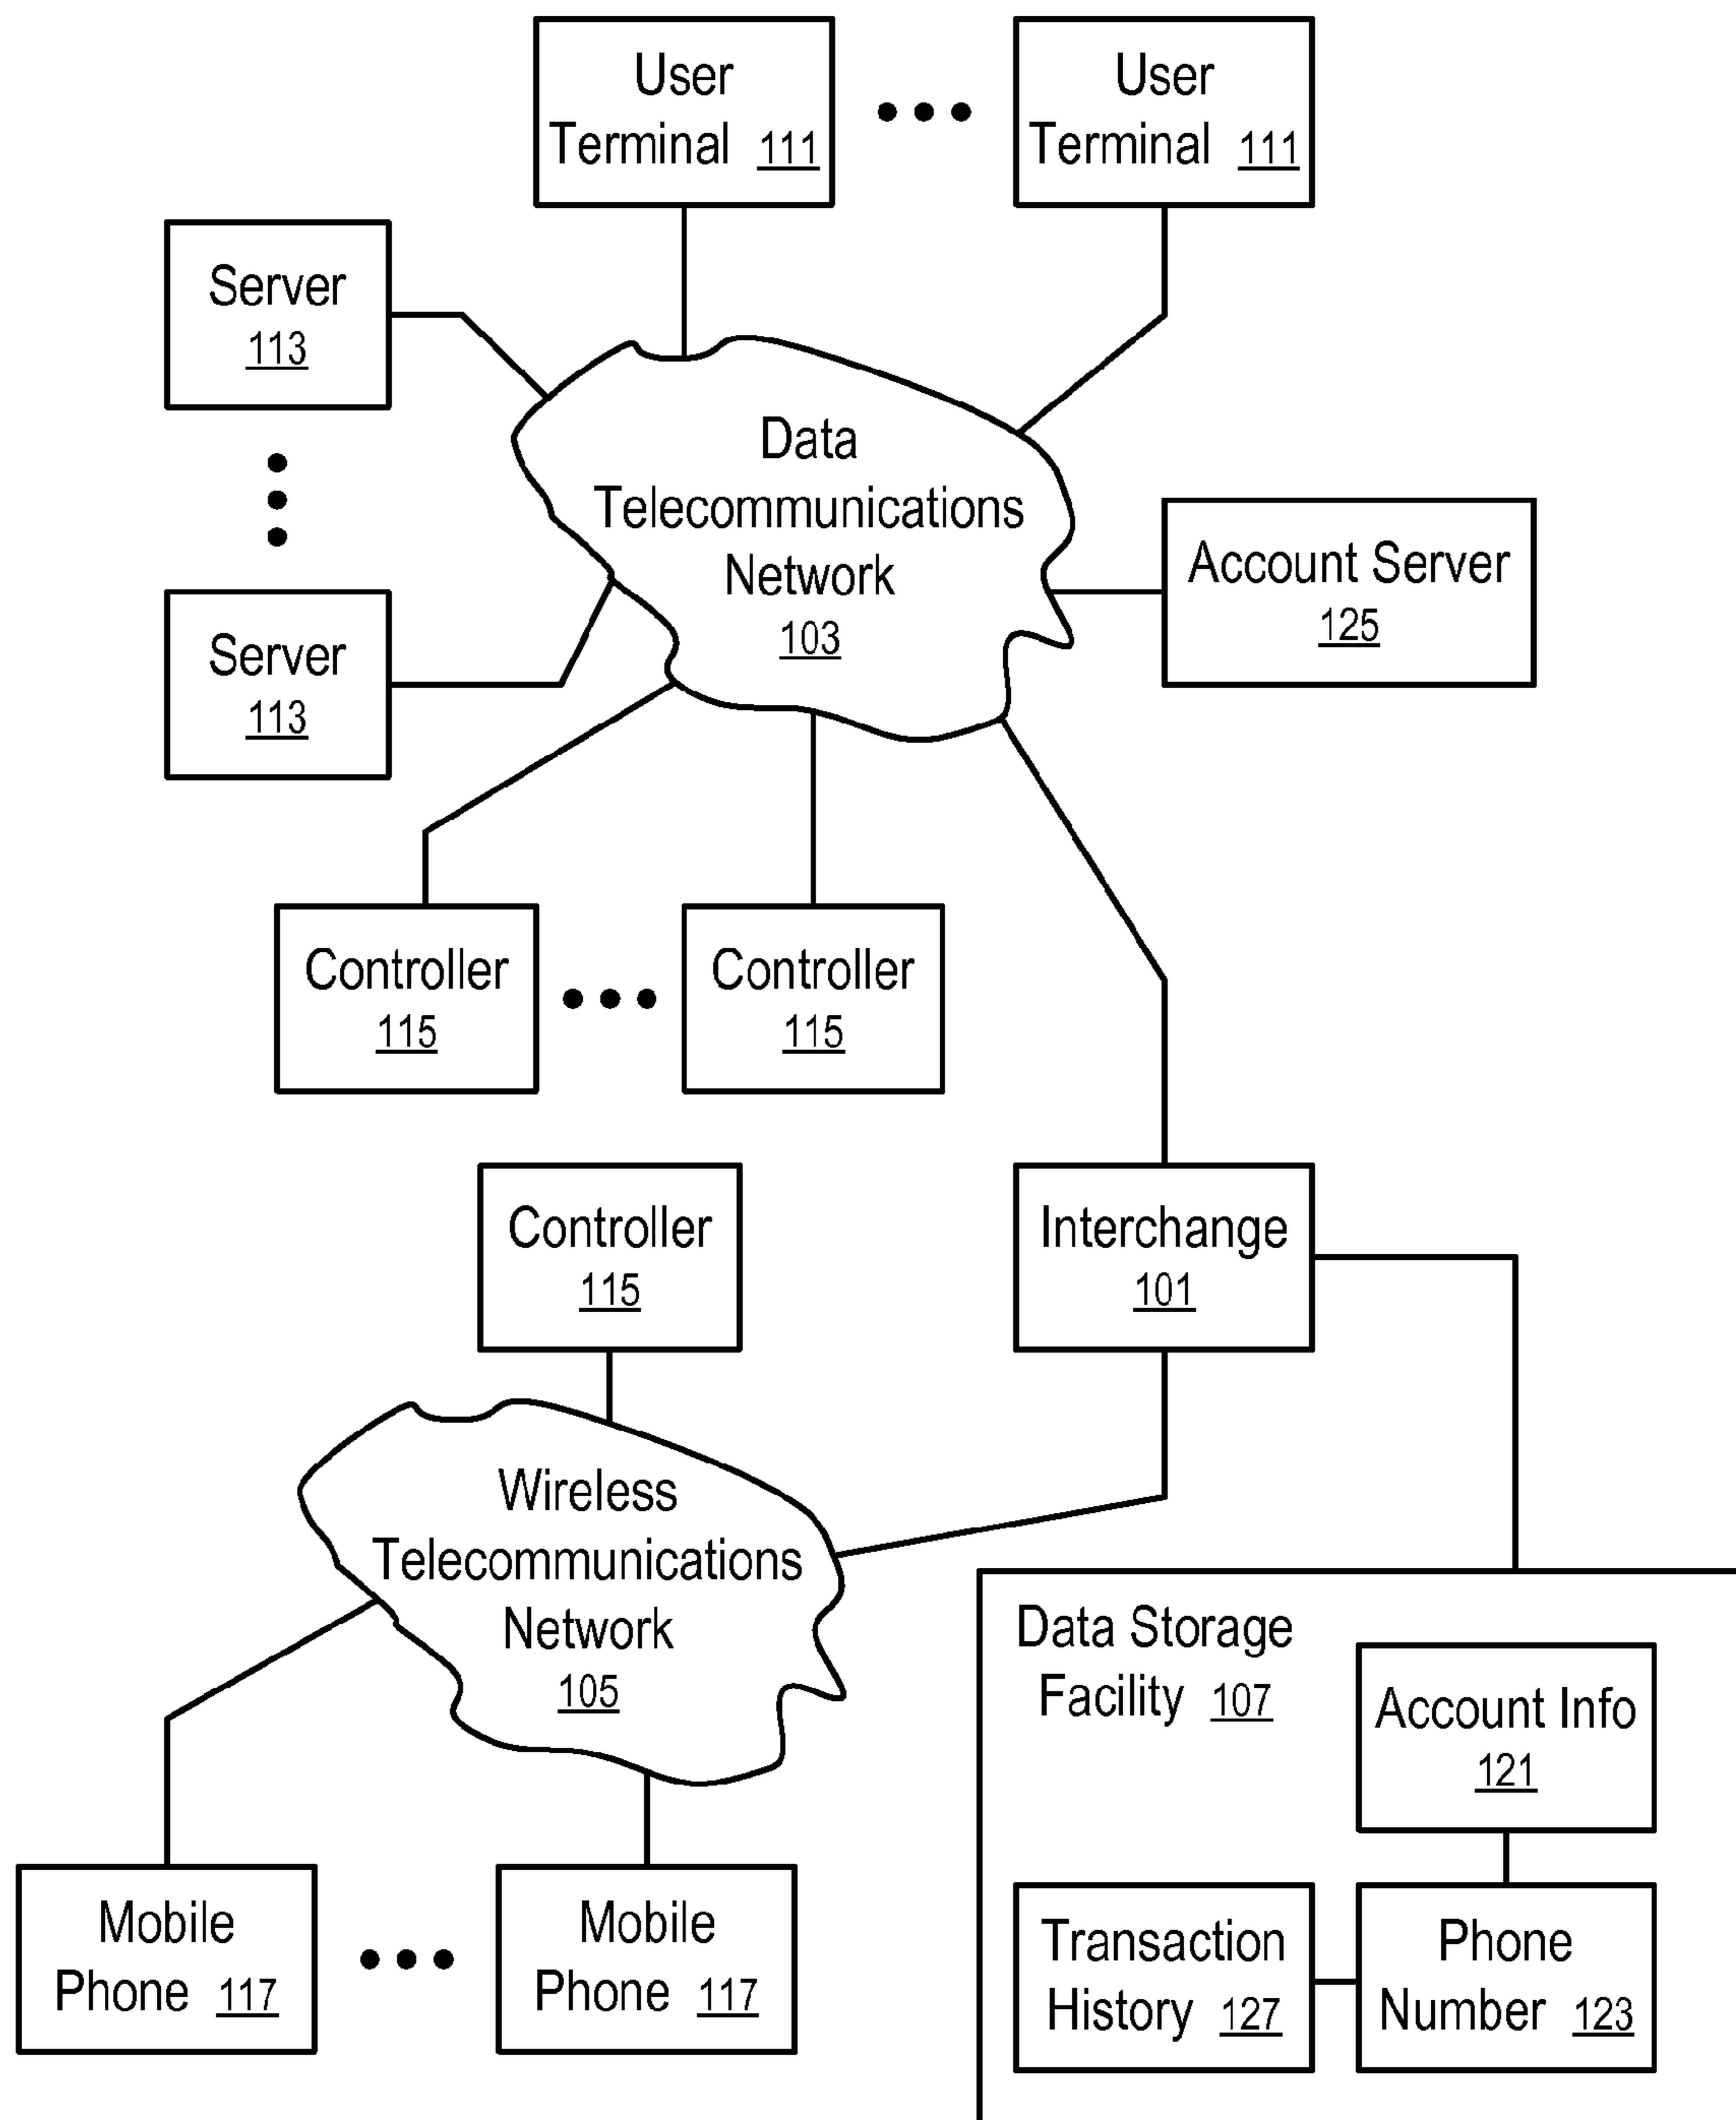 User
Terminal 111
User
Terminal 111
Server
113
Data
Telecommunications
Network
103
Account Server
125
Server
113
Controller
115
Controller
115
Controller
115
Interchange
101
Wireless
Telecommunications
Network
105
Data Storage
Facility 107
Account Info
121
Mobile
Phone 117
Mobile
Phone 117
Transaction
History 127
Phone
Number 123